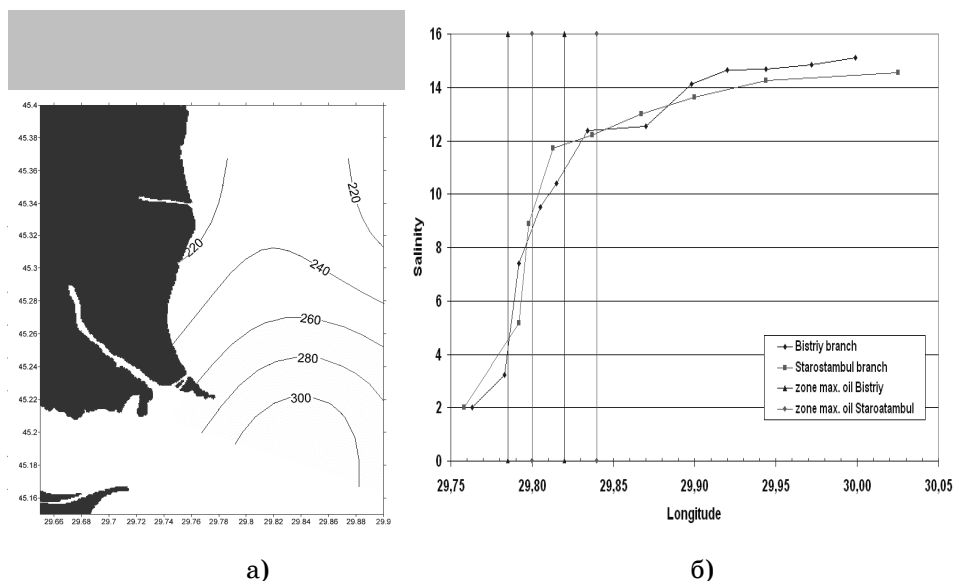 45.4
45.38
45.36
45.34
45.32
45.3
45.28
45.26
45.24
45.22
45.2
45.18
45.16
29.66 29.68 29.7 29.72 29.74 29.76 29.78 29.8 29.82 29.84 29.86 29.88 29.9
220
220
240
260
280
300
а)
Salinity
16
14
12
10
8
6
4
2
0
29,75 29,80 29,85 29,90 29,95 30,00 30,05
Longitude
Bistriy branch
Starostambul branch
zone max. oil Bistriy
zone max. oil Staroatambul
б)